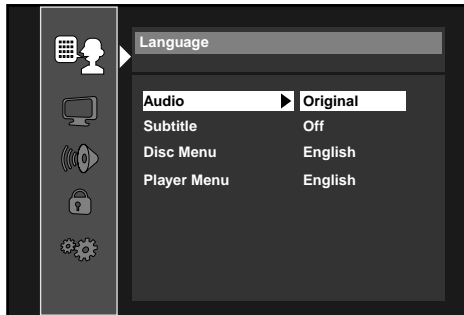 Language
Audio Original
Subtitle Off
Disc Menu English
Player Menu English